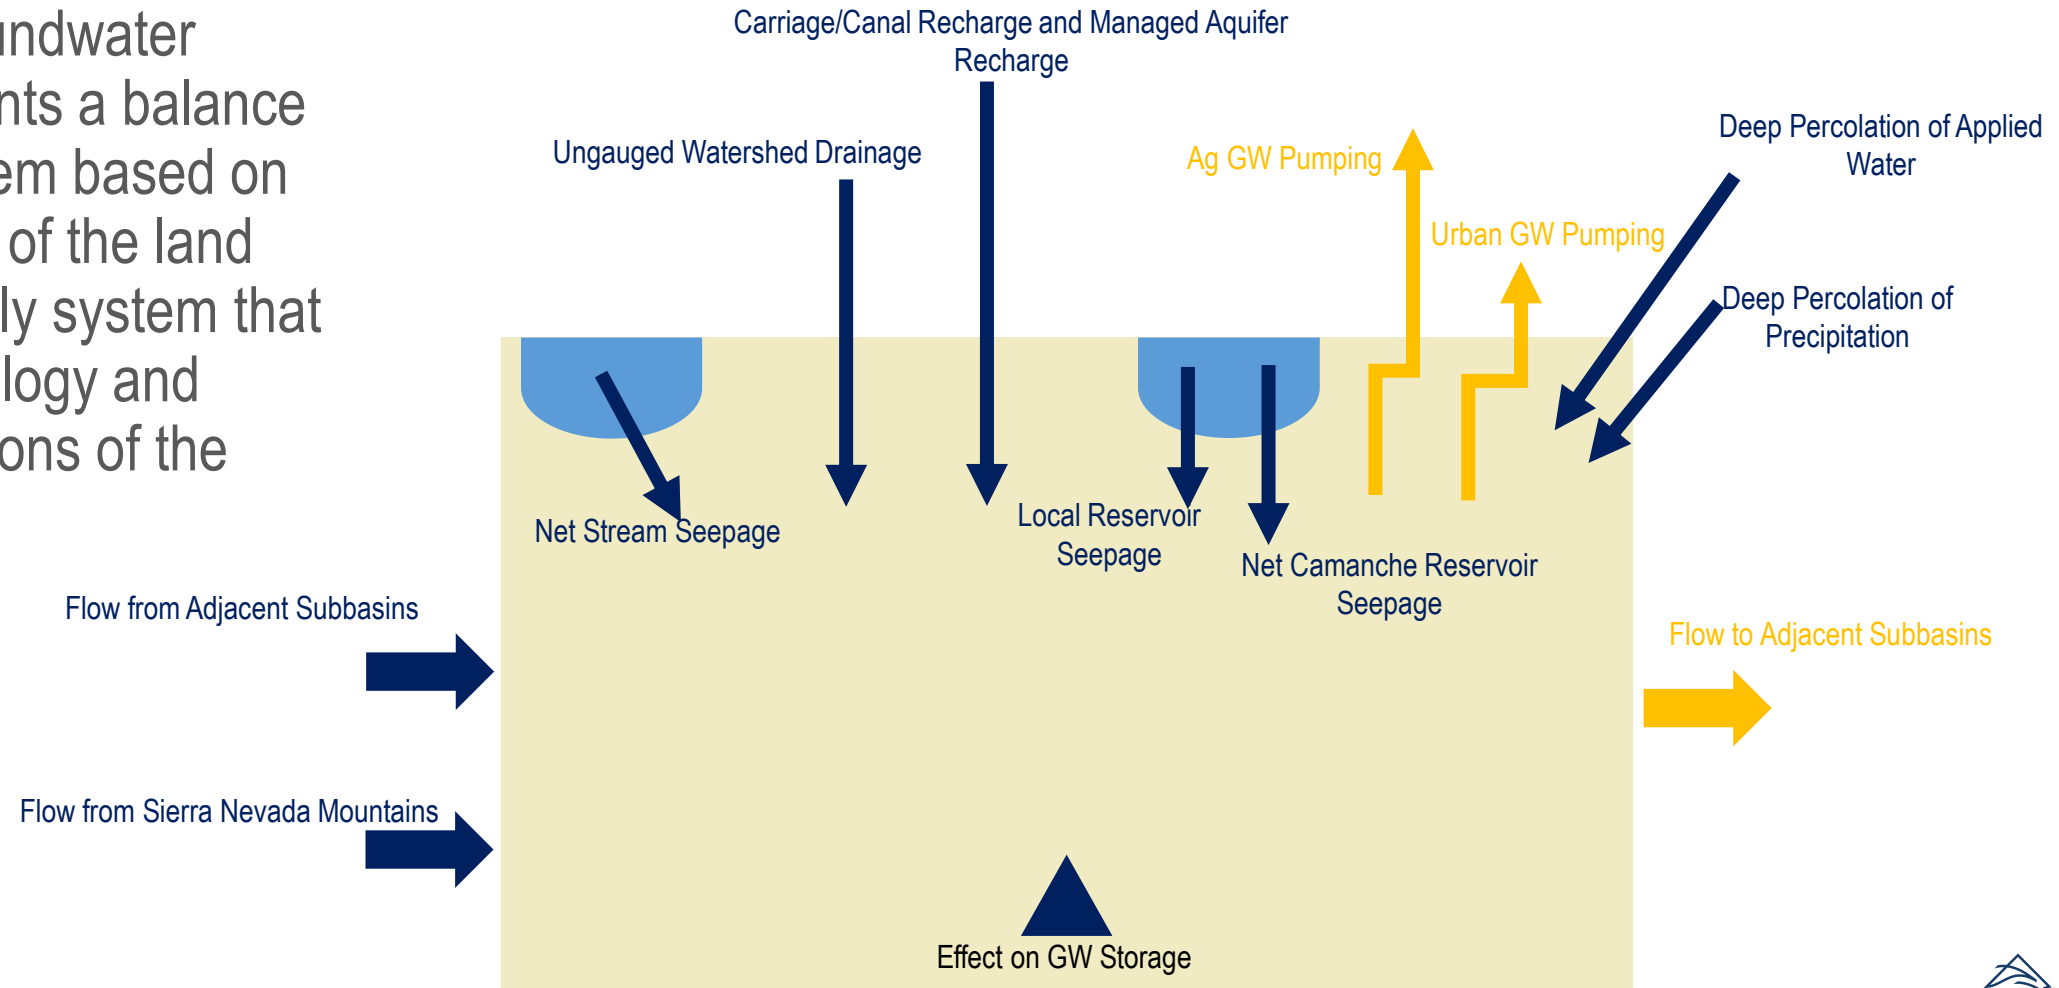 undwater
nts a balance
em based on
of the land
ly system that
logy and
ons of the
Carriage/Canal Recharge and Managed Aquifer
Recharge
Ungauged Watershed Drainage
Ag GW Pumping
Deep Percolation of Applied
Water
Urban GW Pumping
Deep Percolation of
Precipitation
Net Stream Seepage
Local Reservoir
Seepage
Net Camanche Reservoir
Seepage
Flow from Adjacent Subbasins
Flow to Adjacent Subbasins
Flow from Sierra Nevada Mountains
Effect on GW Storage